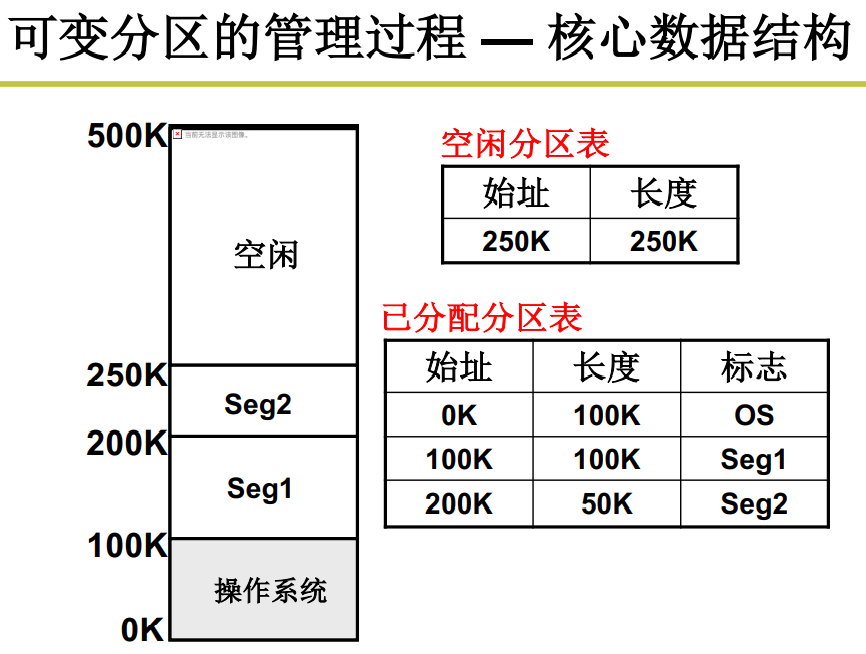 可变分区的管理过程 — 核心数据结构
500K
当前无法显示该图像。
空闲
250K
Seg2
200K
Seg1
100K
操作系统
0K
空闲分区表
始址 长度
250K 250K
已分配分区表
始址 长度 标志
0K 100K OS
100K 100K Seg1
200K 50K Seg2